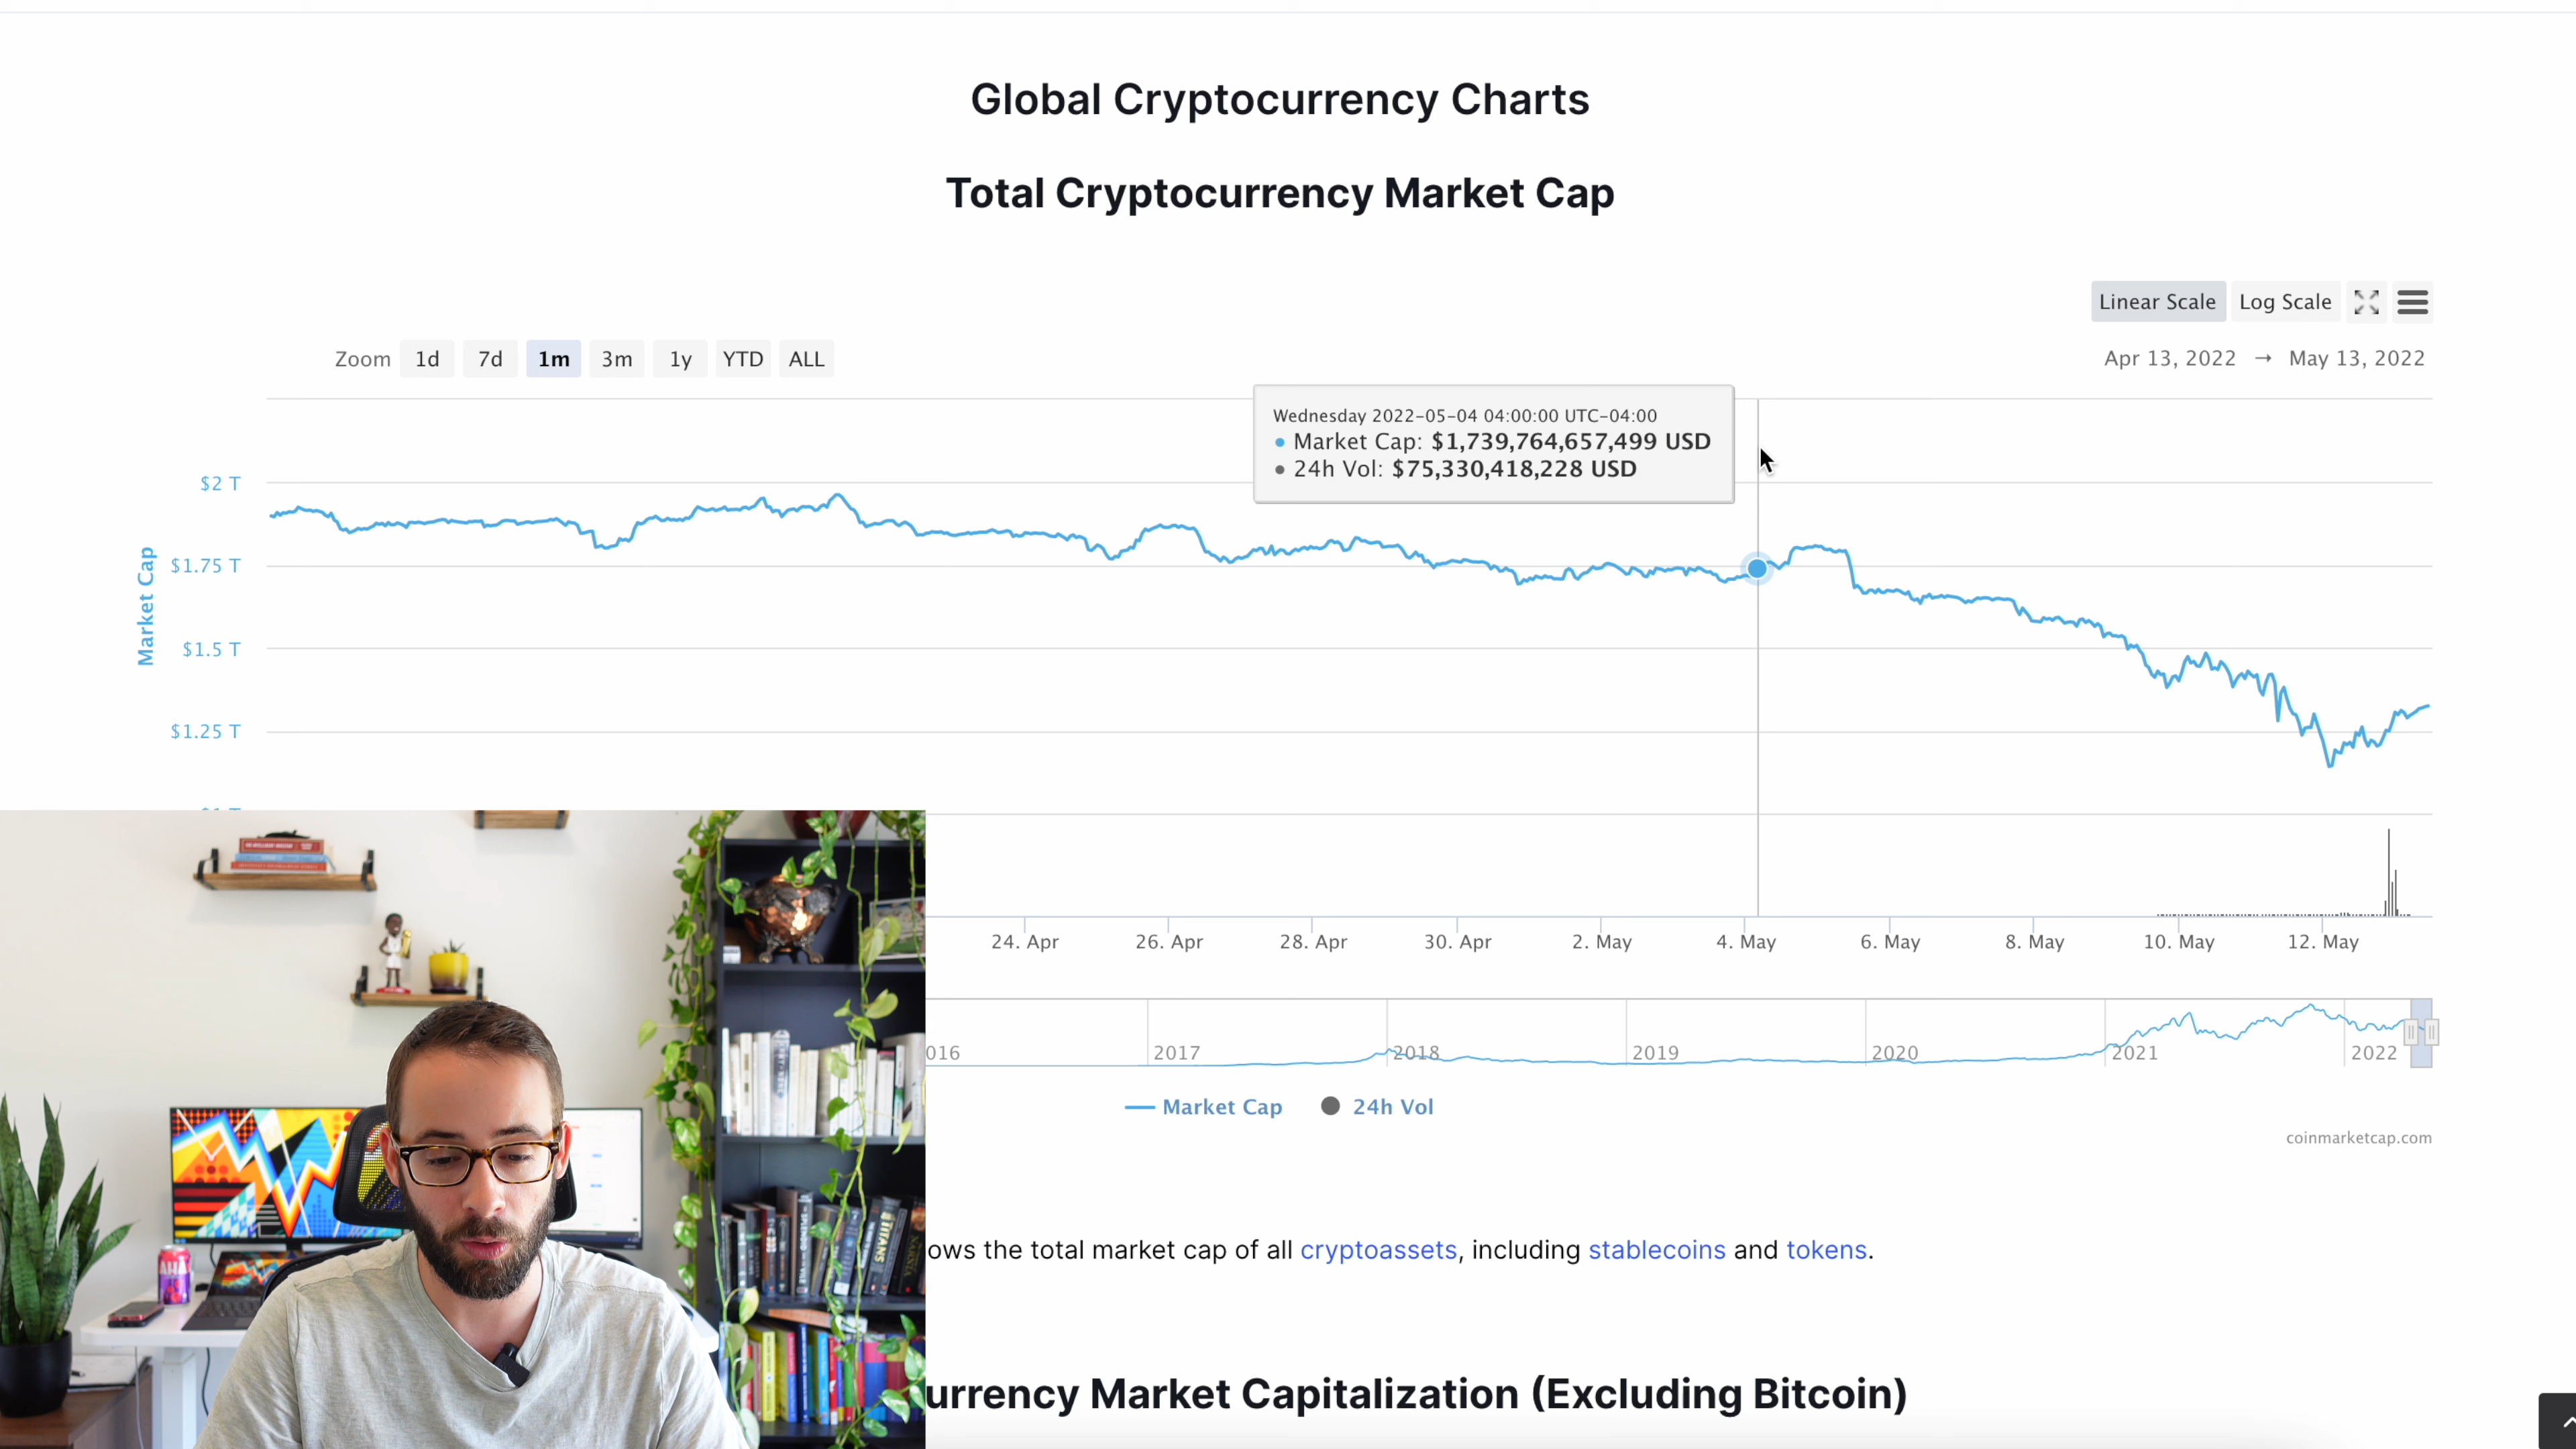 Global Cryptocurrency Charts
Total Cryptocurrency Market Cap
Linear Scale Log Scale
Zoom 1d 7d 1m 3m 1y YTD ALL
Apr 13, 2022 → May 13, 2022
Wednesday 2022-05-04 04:00:00 UTC-04:00
● Market Cap: $1,739,764,657,499 USD
● 24h Vol: $75,330,418,228 USD
$2 T
$1.75 T
$1.5 T
$1.25 T
Market Cap
24. Apr 26. Apr 28. Apr 30. Apr 2. May 4. May 6. May 8. May 10. May 12. May
016 2017 2018 2019 2020 2021 2022
Market Cap 24h Vol
coinmarketcap.com
ows the total market cap of all cryptoassets, including stablecoins and tokens.
urrency Market Capitalization (Excluding Bitcoin)
TITANS